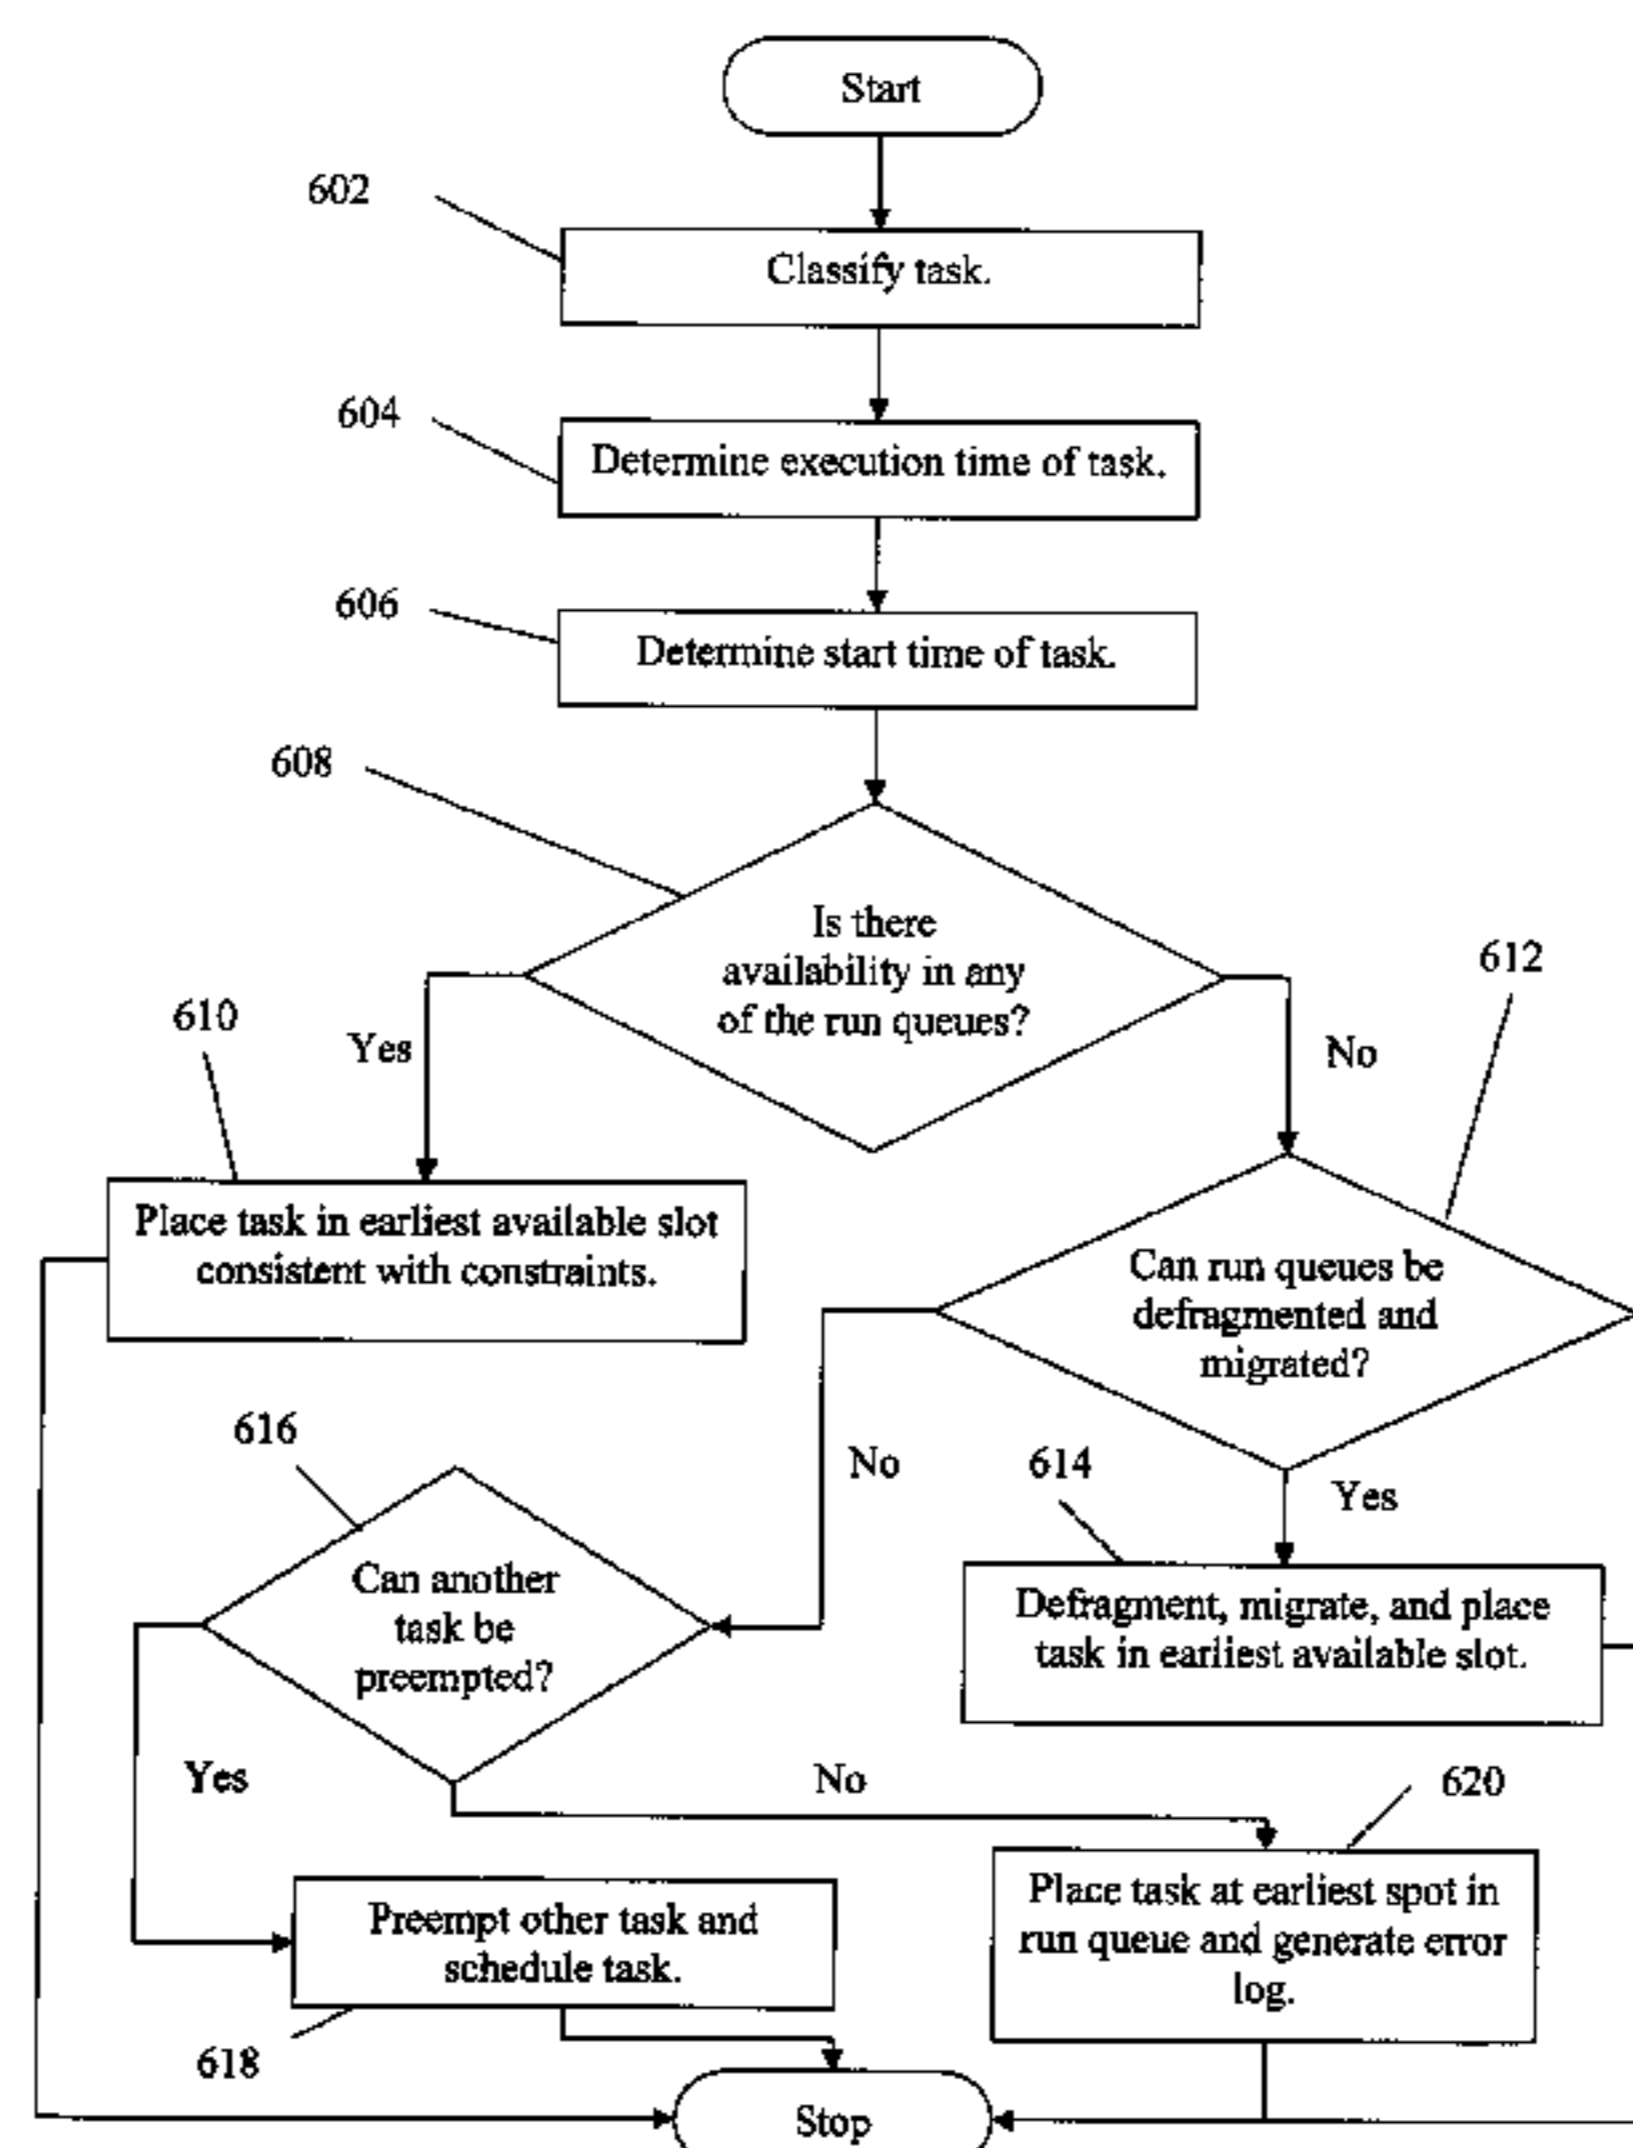 Start
602
Classify task.
604
Determine execution time of task.
606
Determine start time of task.
608
Is there
availability in any
of the run queues?
612
610
Yes
No
Place task in earliest available slot
consistent with constraints.
Can run queues be
defragmented and
migrated?
616
No
614
Yes
Can another
task be
preempted?
Defragment, migrate, and place
task in earliest available slot.
Yes
No
620
Preempt other task and
schedule task.
Place task at earliest spot in
run queue and generate error
log.
618
Stop